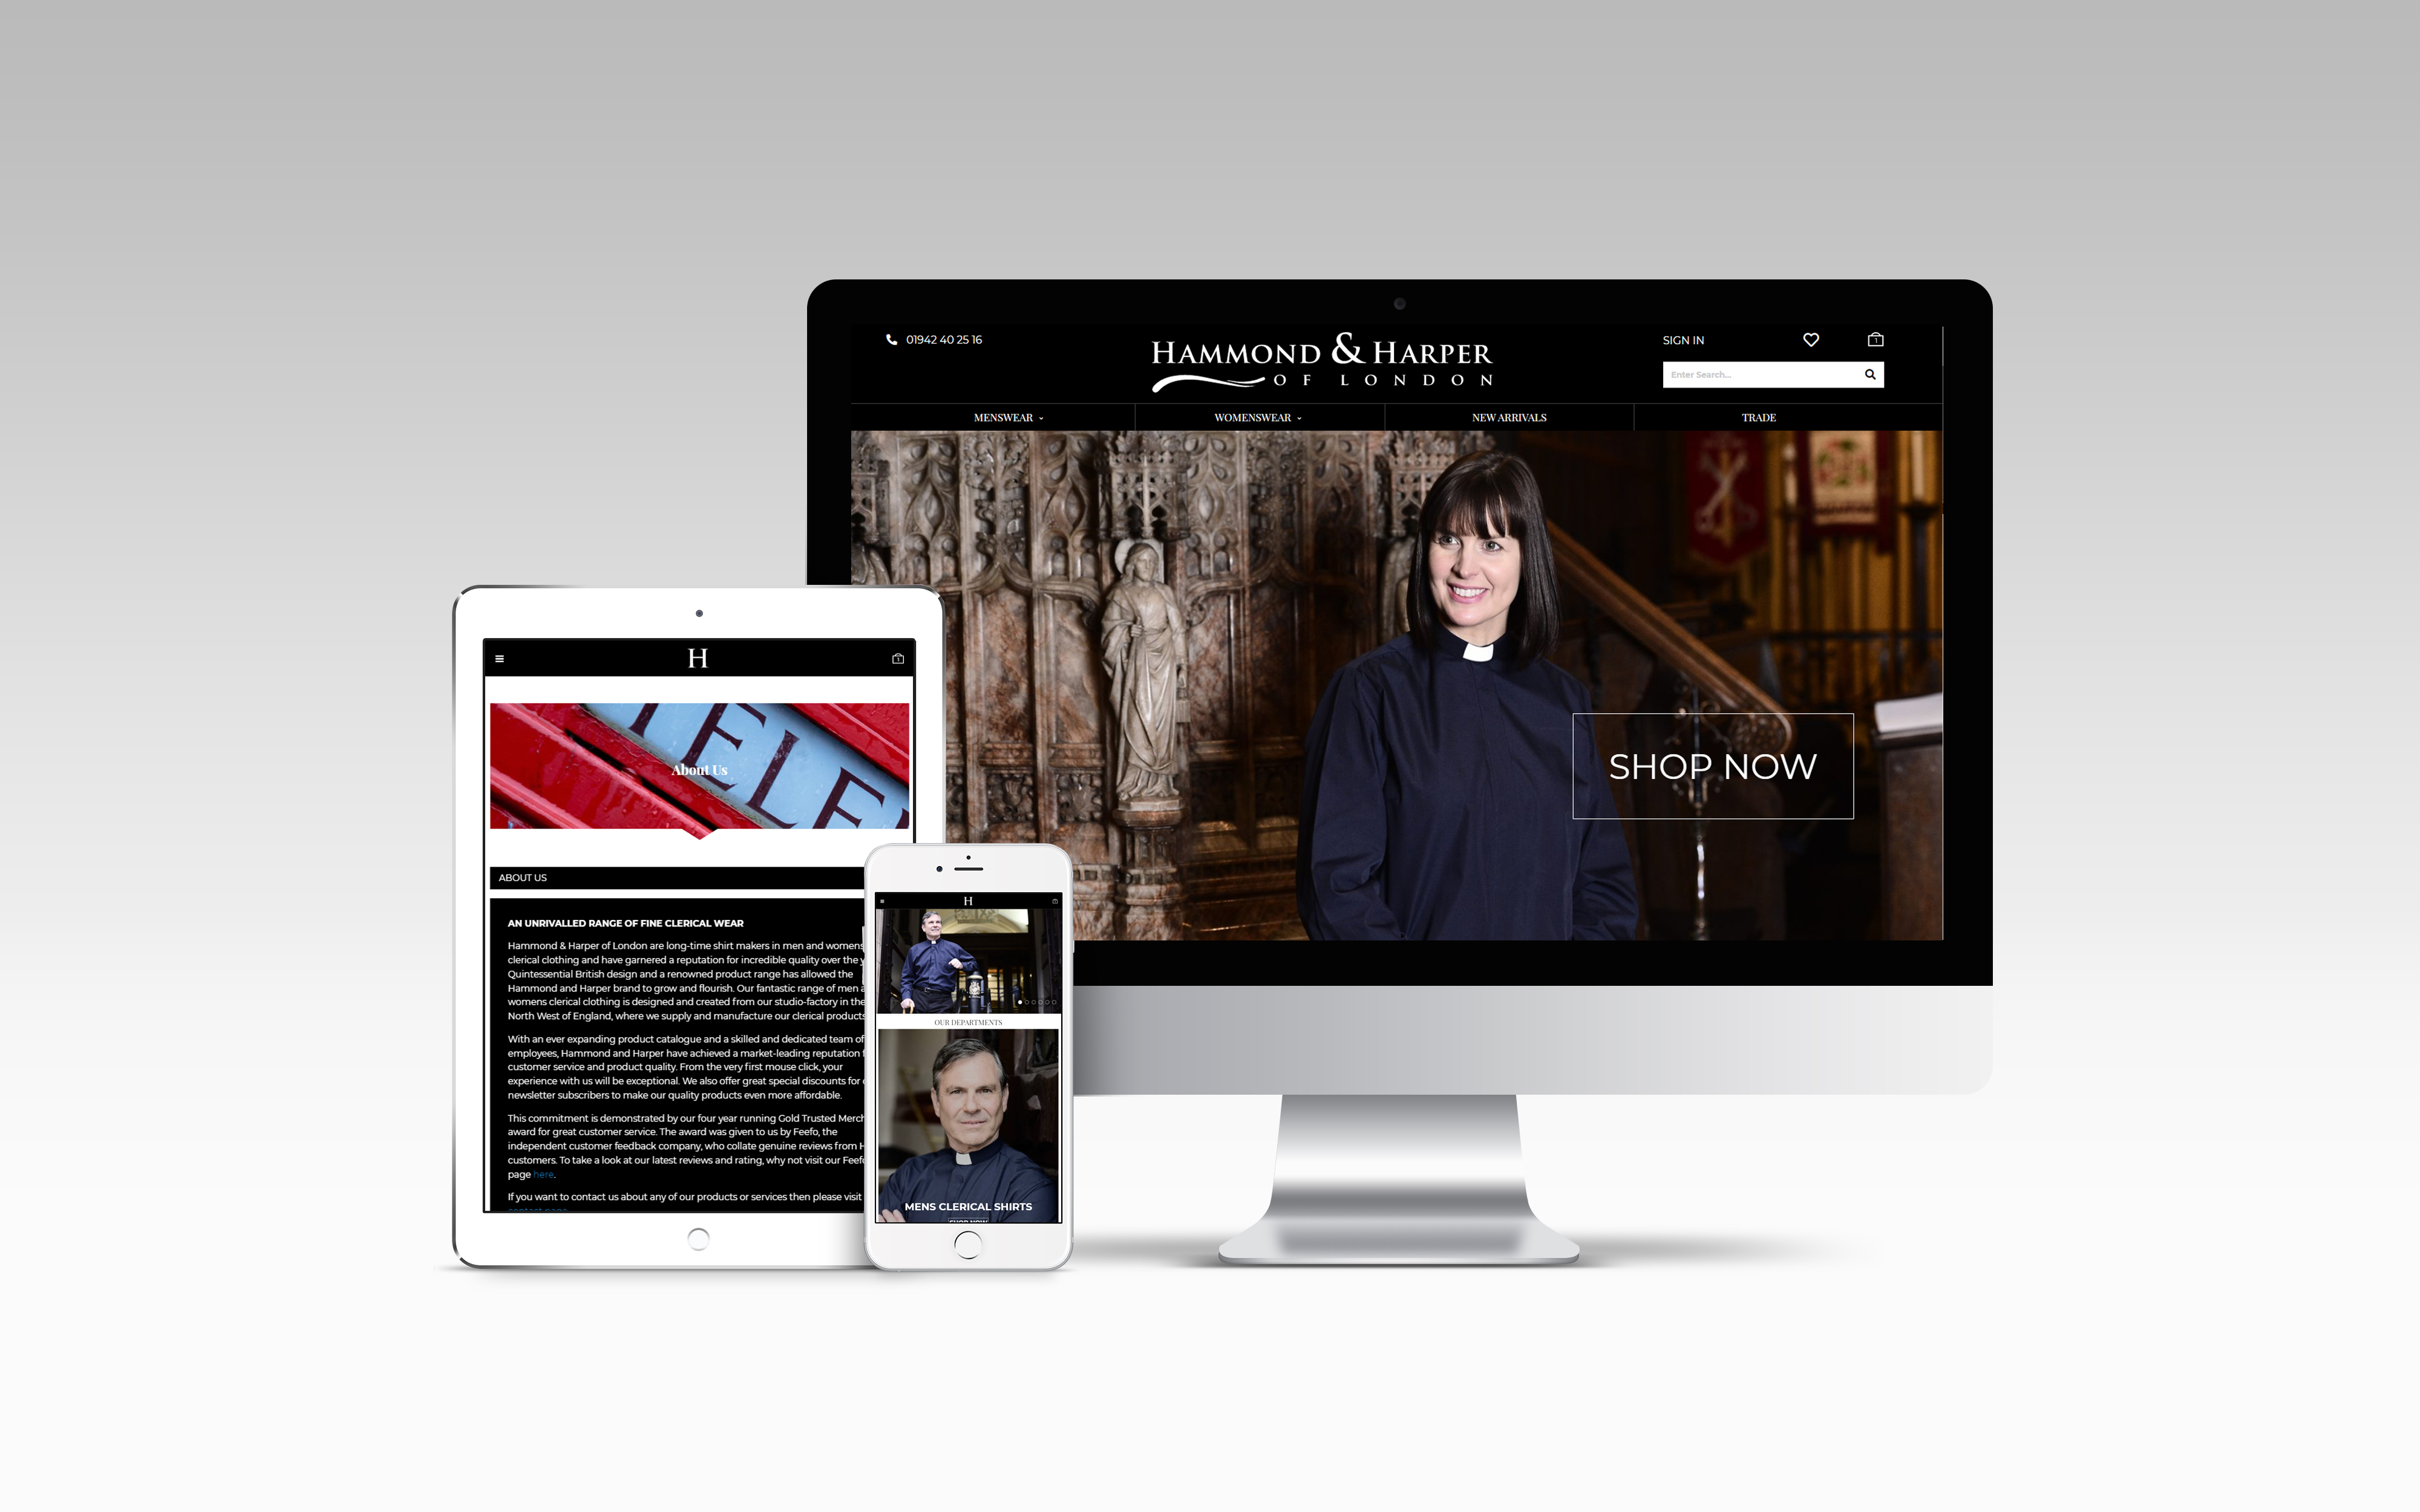 01942 40 25 16
HAMMOND & HARPER
OF LONDON
SIGN IN
1
Enter Search...
MENSWEAR
WOMENSWEAR
NEW ARRIVALS
TRADE
SHOP NOW
H
TELE
About Us
ABOUT US
AN UNRIVALLED RANGE OF FINE CLERICAL WEAR
Hammond & Harper of London are long-time shirt makers in men and womens
clerical clothing and have garnered a reputation for incredible quality over the
Quintessential British design and a renowned product range has allowed the
Hammond and Harper brand to grow and flourish. Our fantastic range of men
womens clerical clothing is designed and created from our studio-factory in the
North West of England, where we supply and manufacture our clerical products
With an ever expanding product catalogue and a skilled and dedicated team of
employees, Hammond and Harper have achieved a market-leading reputation
customer service and product quality. From the very first mouse click, your
experience with us will be exceptional. We also offer great special discounts for
newsletter subscribers to make our quality products even more affordable.
This commitment is demonstrated by our four year running Gold Trusted Merch
award for great customer service. The award was given to us by Feefo, the
independent customer feedback company, who collate genuine reviews from H
customers. To take a look at our latest reviews and rating, why not visit our Feefo
page here.
If you want to contact us about any of our products or services then please visit
contact page
H
OUR DEPARTMENTS
MENS CLERICAL SHIRTS
SHOP NOW